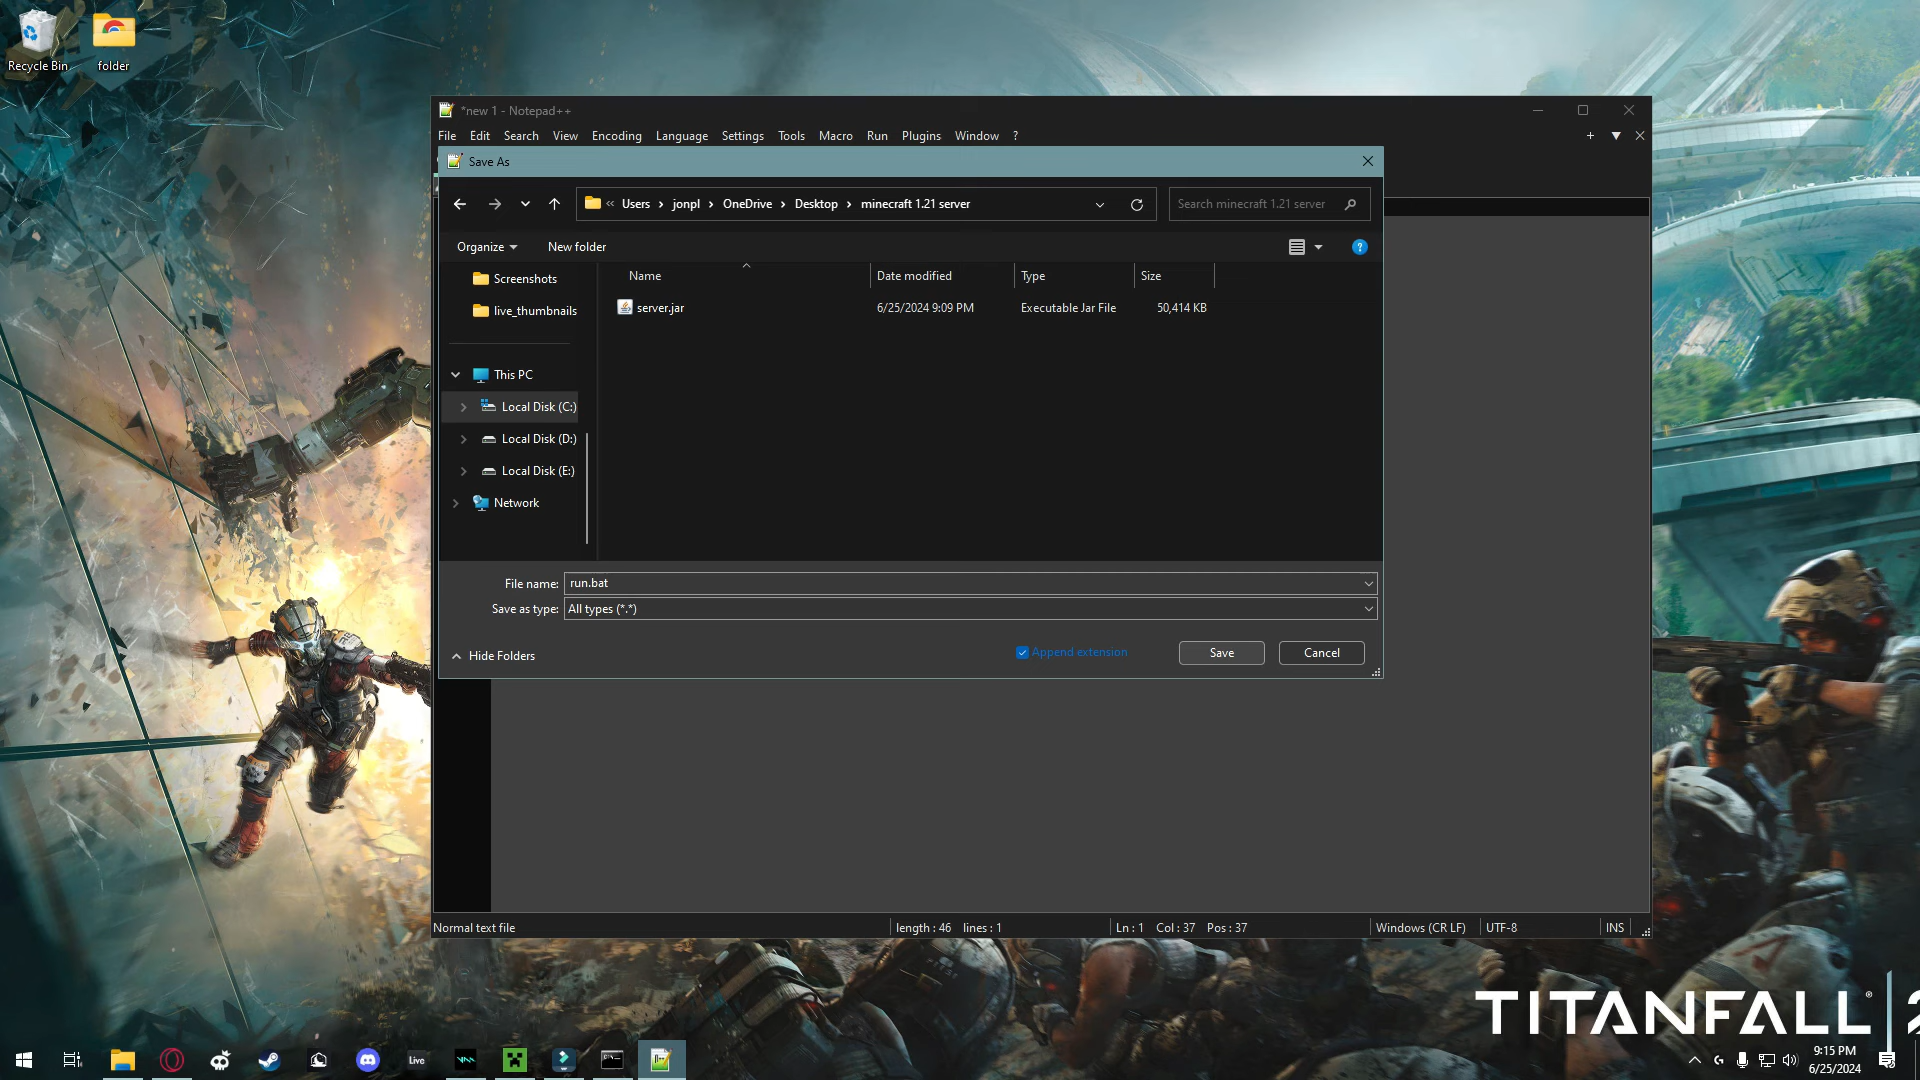 Recycle Bin
folder
*new 1 - Notepad++
File Edit Search View Encoding Language Settings Tools Macro Run Plugins Window ?
Save As
« Users › jonpl › OneDrive › Desktop › minecraft 1.21 server
Search minecraft 1.21 server
Organize New folder
Name Date modified Type Size
Screenshots
live_thumbnails
server.jar 6/25/2024 9:09 PM Executable Jar File 50,414 KB
This PC
Local Disk (C:)
Local Disk (D:)
Local Disk (E:)
Network
File name: run.bat
Save as type: All types (*.*)
Hide Folders
Append extension
Save
Cancel
Normal text file length : 46 lines : 1 Ln : 1 Col : 37 Pos : 37 Windows (CR LF) UTF-8 INS
TITANFALL® 2
Live
9:15 PM
6/25/2024